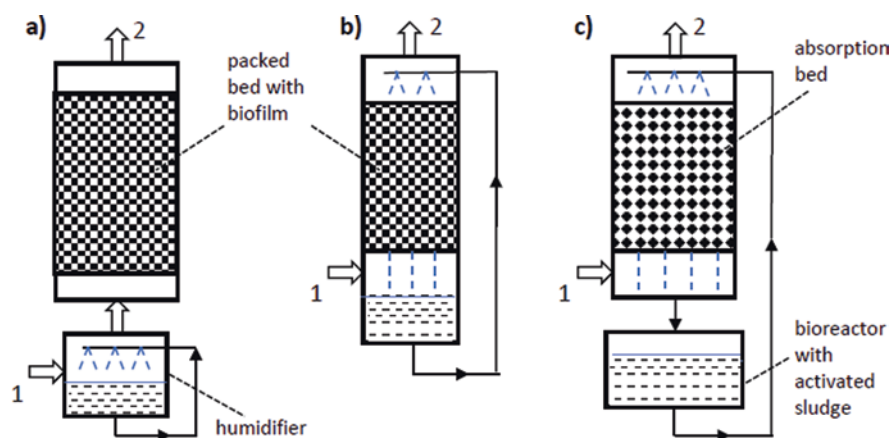 a)
2
packed
bed with
biofilm
1
humidifier
b)
2
1
c)
2
absorption
bed
1
bioreactor
with
activated
sludge